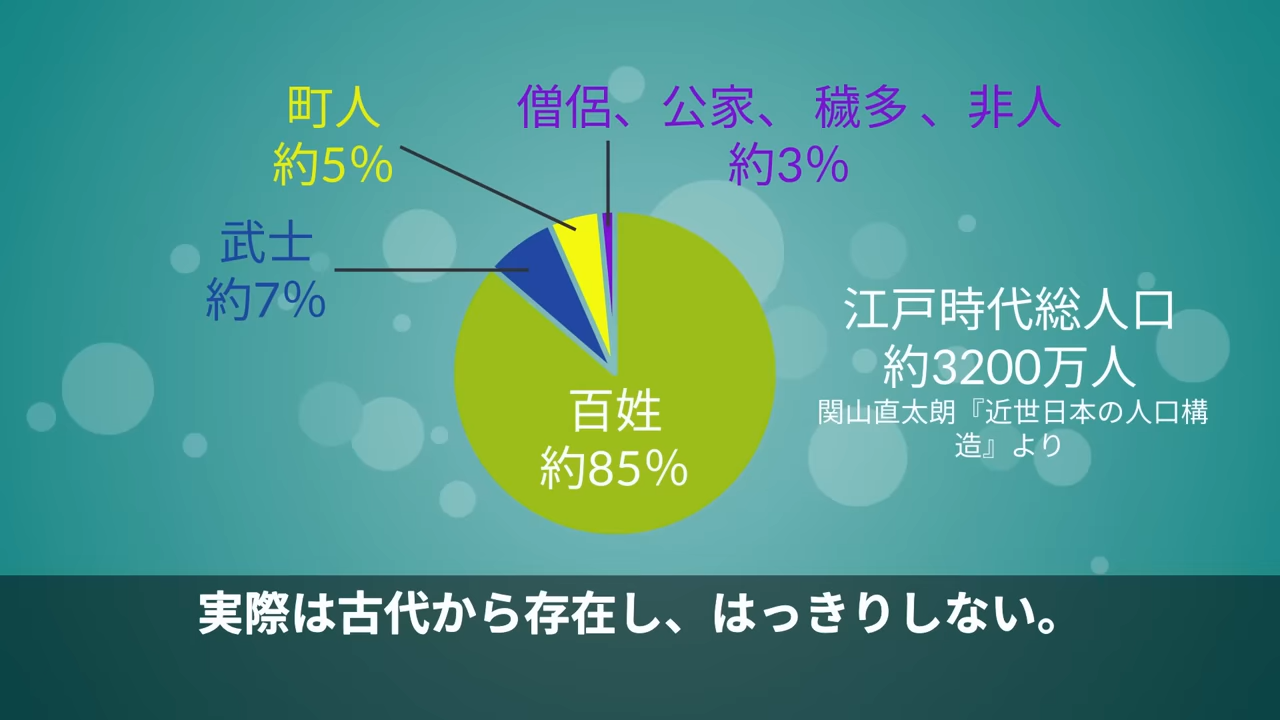 町人
約5%
僧侶、公家、 穢多 、非人
約3%
武士
約7%
百姓
約85%
江戸時代総人口
約3200万人
関山直太朗『近世日本の人口構
造』より
実際は古代から存在し、はっきりしない。